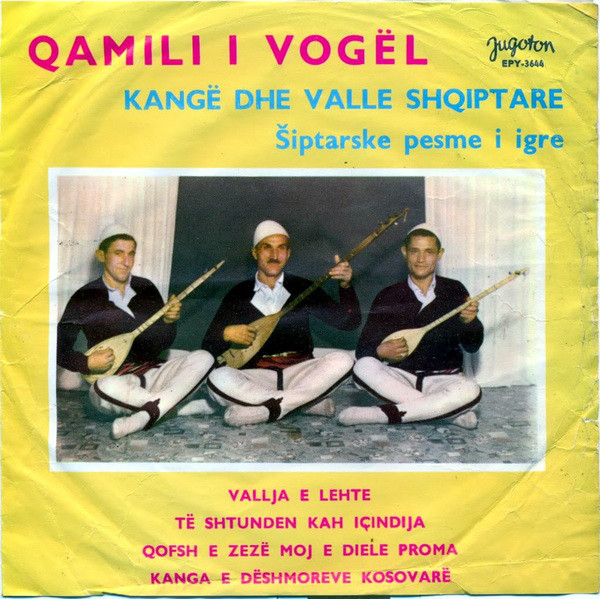 QAMILI I VOGËL
Jugoton
EPY-3644
KANGË DHE VALLE SHQIPTARE
Šiptarske pesme i igre
VALLJA E LEHTE
TË SHTUNDEN KAH IÇINDIJA
QOFSH E ZEZË MOJ E DIELE PROMA
KANGA E DËSHMOREVE KOSOVARË